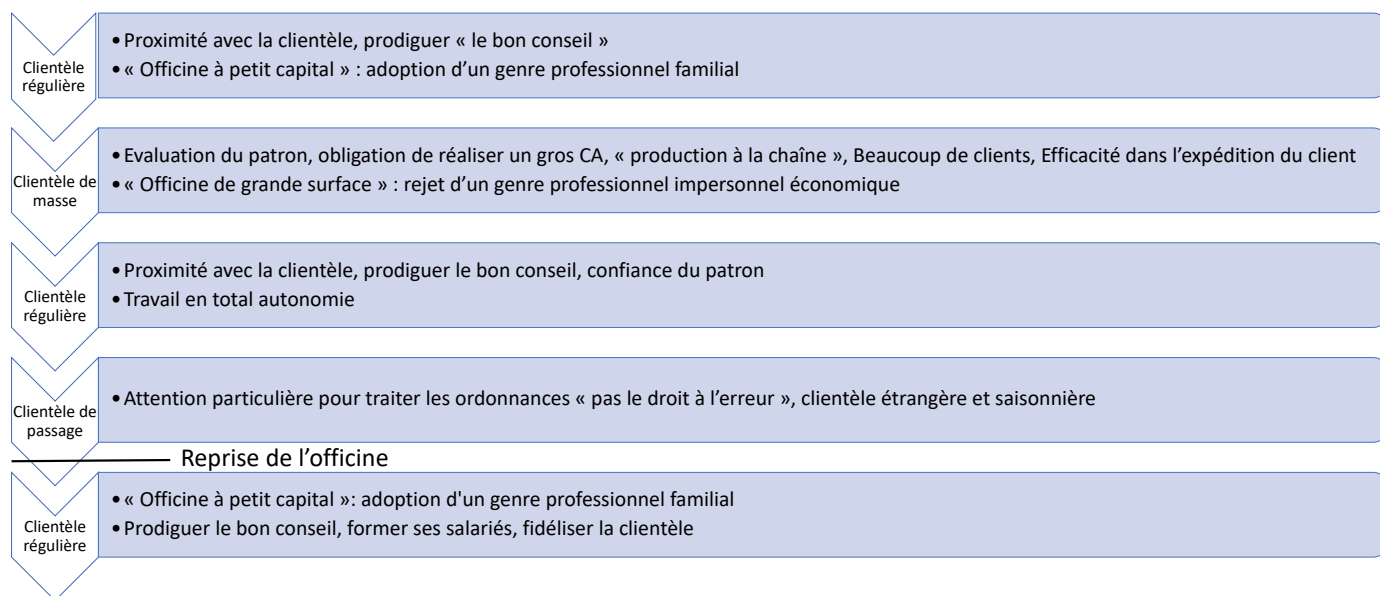 Clientèle
régulière
• Proximité avec la clientèle, prodiguer « le bon conseil »
• « Officine à petit capital » : adoption d’un genre professionnel familial
Clientèle de
masse
• Evaluation du patron, obligation de réaliser un gros CA, « production à la chaîne », Beaucoup de clients, Efficacité dans l’expédition du client
• « Officine de grande surface » : rejet d’un genre professionnel impersonnel économique
Clientèle
régulière
• Proximité avec la clientèle, prodiguer le bon conseil, confiance du patron
• Travail en total autonomie
Clientèle de
passage
• Attention particulière pour traiter les ordonnances « pas le droit à l’erreur », clientèle étrangère et saisonnière
Reprise de l’officine
Clientèle
régulière
• « Officine à petit capital »: adoption d'un genre professionnel familial
• Prodiguer le bon conseil, former ses salariés, fidéliser la clientèle